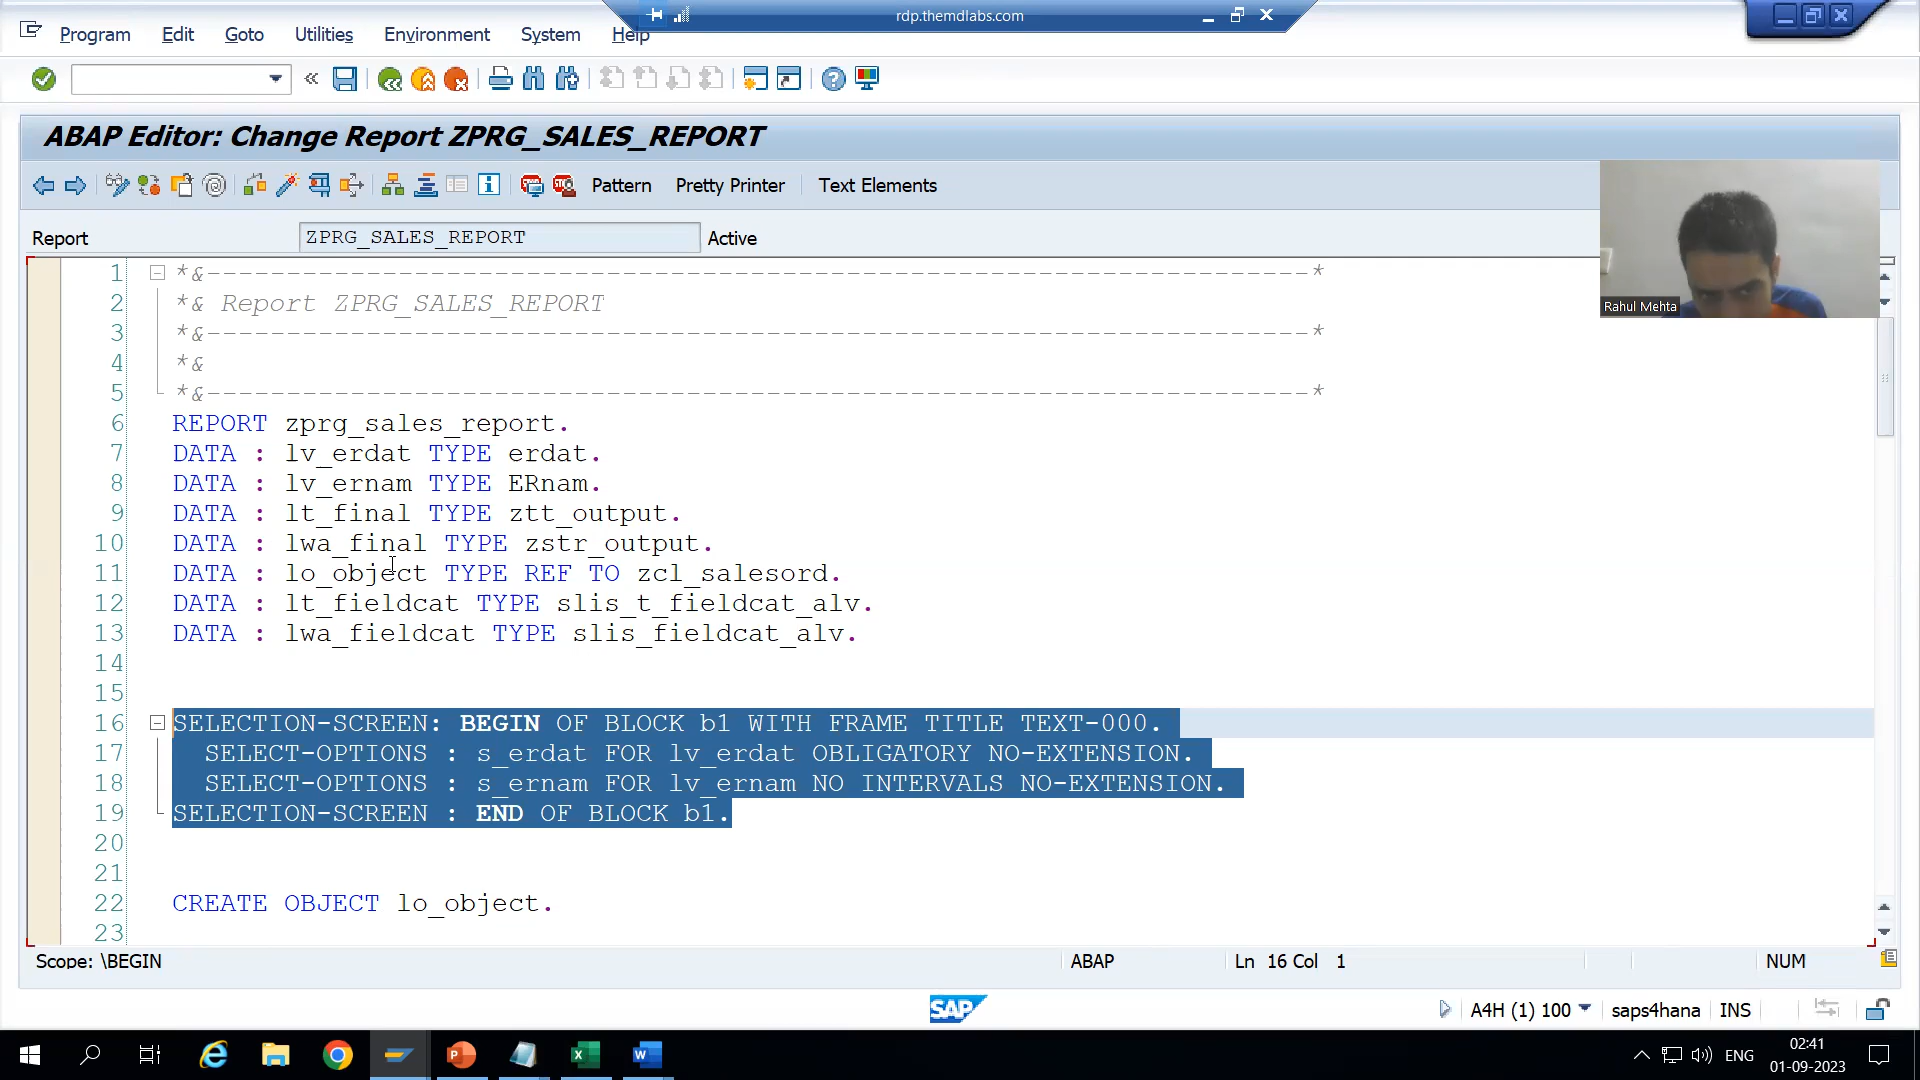 rdp.themdlabs.com
Program Edit Goto Utilities Environment System Help
ABAP Editor: Change Report ZPRG_SALES_REPORT
Pattern Pretty Printer Text Elements
Report ZPRG_SALES_REPORT Active
Rahul Mehta
1 *&---------------------------------------------------------------------*
2 *& Report ZPRG_SALES_REPORT
3 *&---------------------------------------------------------------------*
4 *&
5 *&---------------------------------------------------------------------*
6 REPORT zprg_sales_report.
7 DATA : lv_erdat TYPE erdat.
8 DATA : lv_ernam TYPE ERnam.
9 DATA : lt_final TYPE ztt_output.
10 DATA : lwa_final TYPE zstr_output.
11 DATA : lo_object TYPE REF TO zcl_salesord.
12 DATA : lt_fieldcat TYPE slis_t_fieldcat_alv.
13 DATA : lwa_fieldcat TYPE slis_fieldcat_alv.
14
15
16 SELECTION-SCREEN: BEGIN OF BLOCK b1 WITH FRAME TITLE TEXT-000.
17 SELECT-OPTIONS : s_erdat FOR lv_erdat OBLIGATORY NO-EXTENSION.
18 SELECT-OPTIONS : s_ernam FOR lv_ernam NO INTERVALS NO-EXTENSION.
19 SELECTION-SCREEN : END OF BLOCK b1.
20
21
22 CREATE OBJECT lo_object.
23
Scope: \BEGIN ABAP Ln 16 Col 1 NUM
SAP A4H (1) 100 saps4hana INS
ENG 02:41
01-09-2023